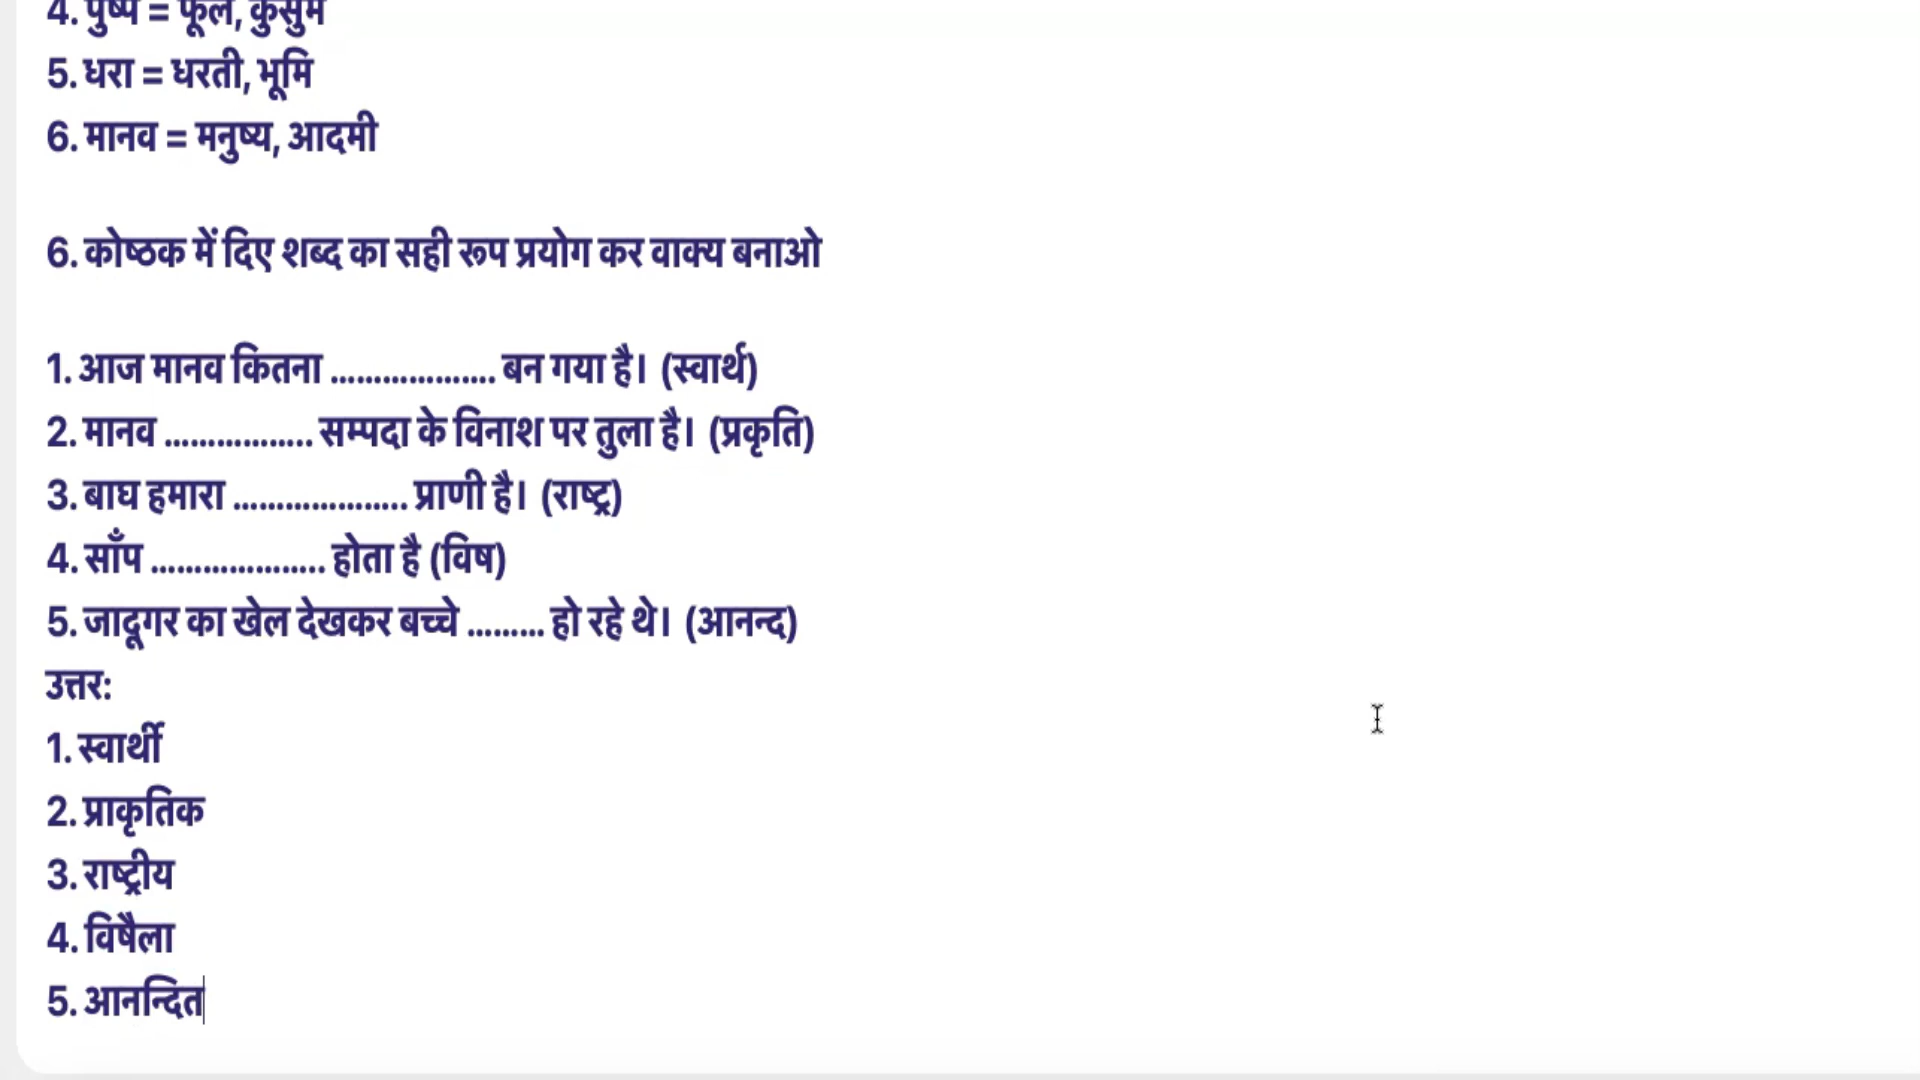 4. पुष्प = फूल, कुसुम
5. धरा = धरती, भूमि
6. मानव = मनुष्य, आदमी
6. कोष्ठक में दिए शब्द का सही रूप प्रयोग कर वाक्य बनाओ
1. आज मानव कितना ................... बन गया है। (स्वार्थ)
2. मानव ................. सम्पदा के विनाश पर तुला है। (प्रकृति)
3. बाघ हमारा .................... प्राणी है। (राष्ट्र)
4. साँप .................... होता है (विष)
5. जादूगर का खेल देखकर बच्चे ......... हो रहे थे। (आनन्द)
उत्तर:
1. स्वार्थी
2. प्राकृतिक
3. राष्ट्रीय
4. विषैला
5. आनन्दित